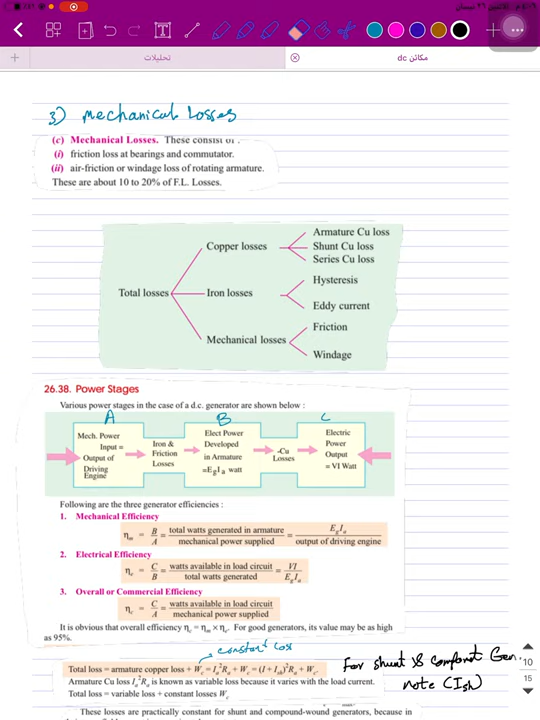 تحليلات
مكائن dc
3) Mechanical Losses
(c) Mechanical Losses. These consist of :
(i) friction loss at bearings and commutator.
(ii) air-friction or windage loss of rotating armature.
These are about 10 to 20% of F.L. Losses.
Total losses
Copper losses
Armature Cu loss
Shunt Cu loss
Series Cu loss
Iron losses
Hysteresis
Eddy current
Mechanical losses
Friction
Windage
26.38. Power Stages
Various power stages in the case of a d.c. generator are shown below :
A B C
Mech. Power
Input =
Output of
Driving
Engine
Iron &
Friction
Losses
Elect Power
Developed
in Armature
=EgIa watt
-Cu
Losses
Electric
Power
Output
= VI Watt
Following are the three generator efficiencies :
1. Mechanical Efficiency
ηm = B/A = total watts generated in armature / mechanical power supplied = EgIa / output of driving engine
2. Electrical Efficiency
ηe = C/B = watts available in load circuit / total watts generated = VI / EgIa
3. Overall or Commercial Efficiency
ηc = C/A = watts available in load circuit / mechanical power supplied
It is obvious that overall efficiency ηc = ηm × ηe. For good generators, its value may be as high
as 95%.
Total loss = armature copper loss + Wc = Ia²Ra + Wc = (I + Ish)²Ra + Wc.
Armature Cu loss Ia²Ra is known as variable loss because it varies with the load current.
Total loss = variable loss + constant losses Wc
For shunt & Gen.
note (Ish)
10
15
These losses are practically constant for shunt and compound-wound generators, because in